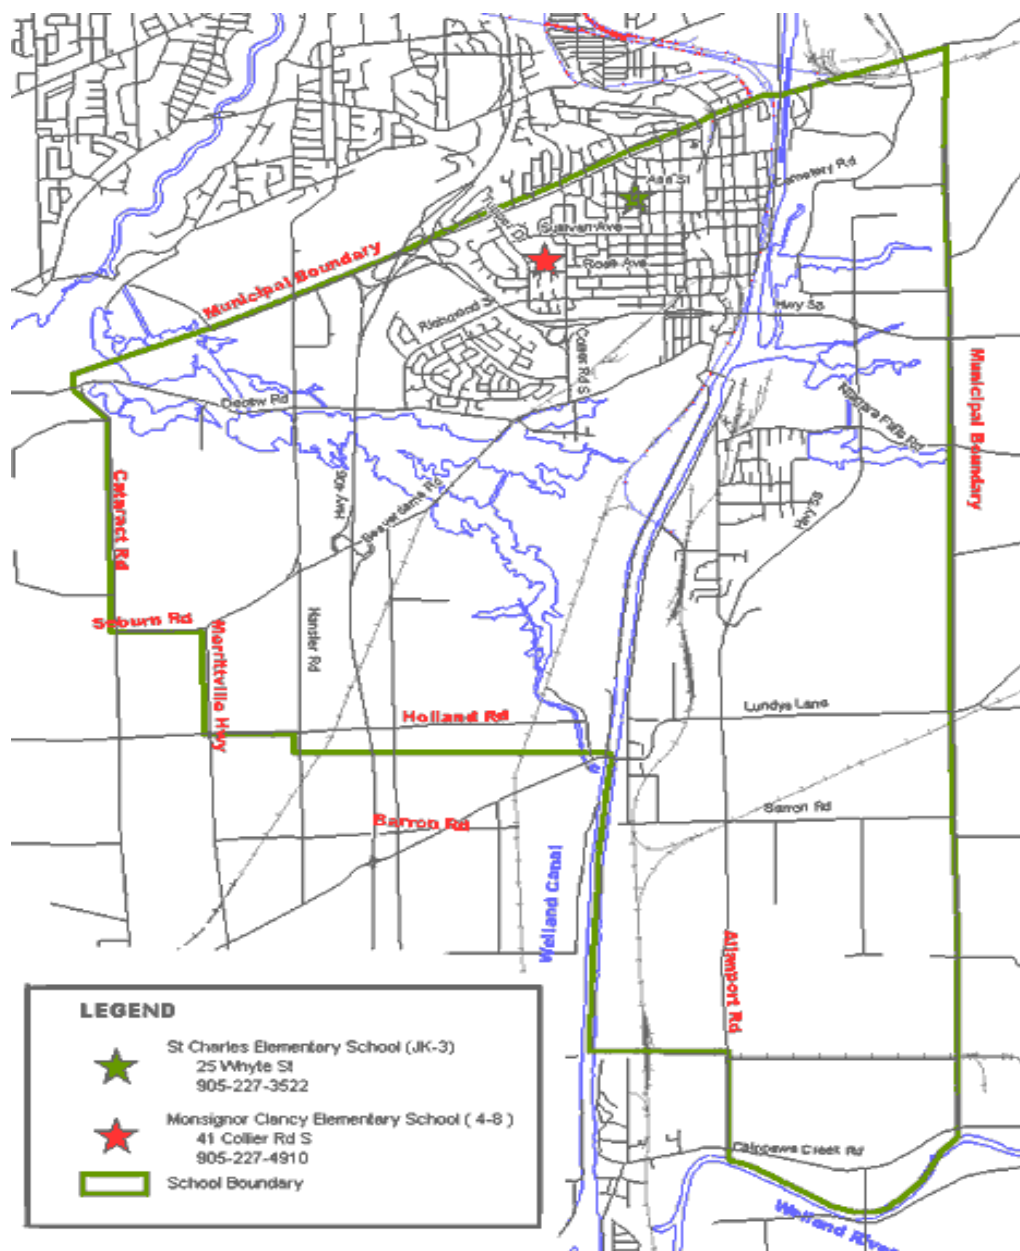 Asa St
Cemetery Rd
Tupper Dr
Sullivan Ave
Municipal Boundary
Rose Ave
Richmond St
Hwy 58
Collier Rd S
Municipal Boundary
Decew Rd
Niagara Falls Rd
Cataract Rd
Hwy 406
Beaverdams Rd
Hwy 58
Seburn Rd
Merrittville Hwy
Hansler Rd
Holland Rd
Lundys Lane
Barron Rd
Barron Rd
Welland Canal
Allanport Rd
LEGEND
St Charles Elementary School (JK-3)
25 Whyte St
905-227-3522
Monsignor Clancy Elementary School ( 4-8 )
41 Collier Rd S
905-227-4910
School Boundary
Chippawa Creek Rd
Welland River